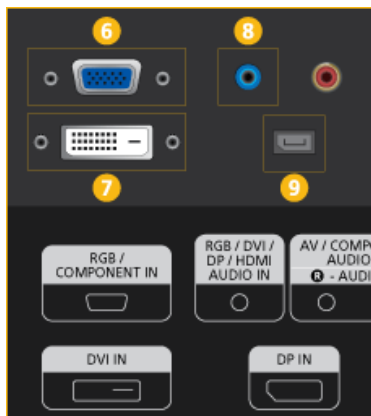 6
8
7
9
RGB /
COMPONENT IN
RGB / DVI /
DP / HDMI
AUDIO IN
AV /
AUDIO
R - AUDI
DVI IN
DP IN